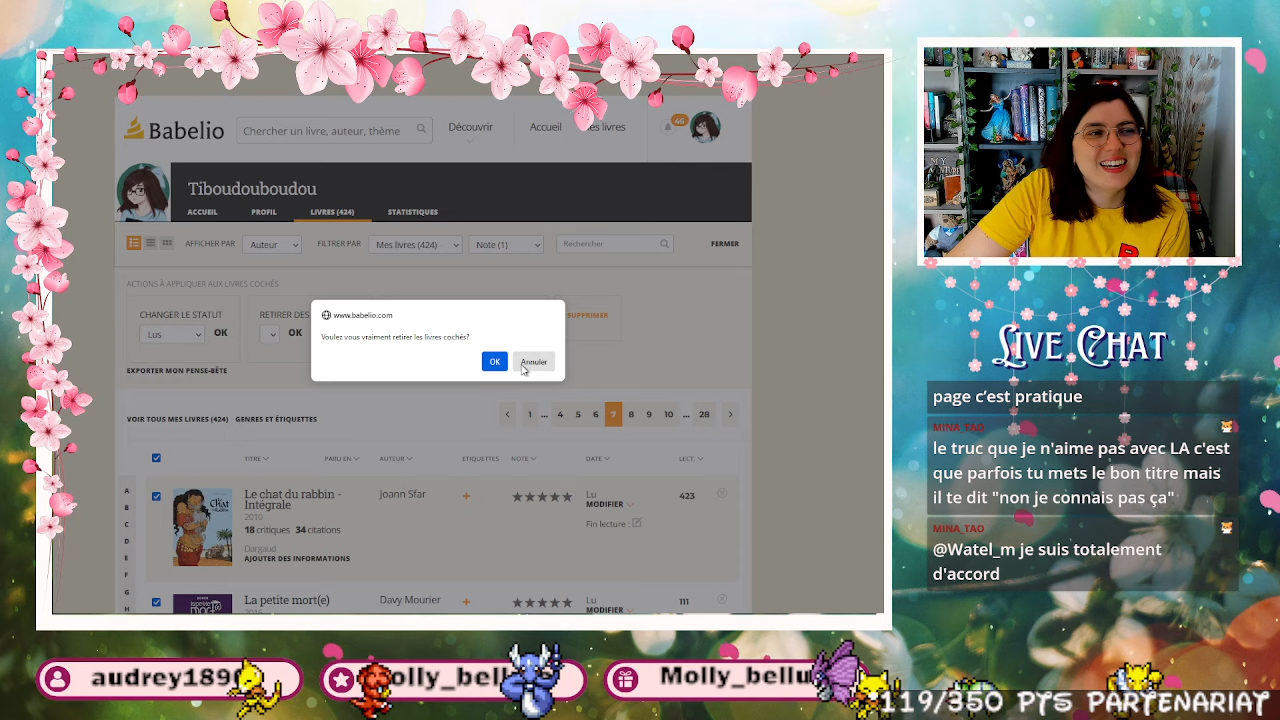 Babelio
Chercher un livre, auteur, thème
Découvrir
Accueil
es livres
46
Tiboudouboudou
ACCUEIL
PROFIL
LIVRES (424)
STATISTIQUES
AFFICHER PAR
Auteur
FILTRER PAR
Mes livres (424)
Note (1)
Rechercher
FERMER
ACTIONS À APPLIQUER AUX LIVRES COCHÉS
CHANGER LE STATUT
Lus
OK
RETIRER DES
OK
SUPPRIMER
www.babelio.com
Voulez vous vraiment retirer les livres cochés?
OK
Annuler
EXPORTER MON PENSE-BÊTE
VOIR TOUS MES LIVRES (424)
GENRES ET ÉTIQUETTES
1 ... 4 5 6 7 8 9 10 ... 28
TITRE
PARU EN
AUTEUR
ETIQUETTES
NOTE
DATE
LECT.
A
B
C
D
E
F
G
H
Le chat du rabbin -
Intégrale
2010
18 critiques 34 citations
Dargaud
AJOUTER DES INFORMATIONS
Joann Sfar
Lu
MODIFIER
Fin lecture :
423
La petite mort(e)
Davy Mourier
Lu
MODIFIER
111
MY
ADVENTURE
LIVE CHAT
page c’est pratique
MINA_TAO
le truc que je n'aime pas avec LA c'est
que parfois tu mets le bon titre mais
il te dit "non je connais pas ça"
MINA_TAO
@Watel_m je suis totalement
d'accord
audrey189
olly_bell
Molly_bellu
119/350 PTS PARTENARIAT